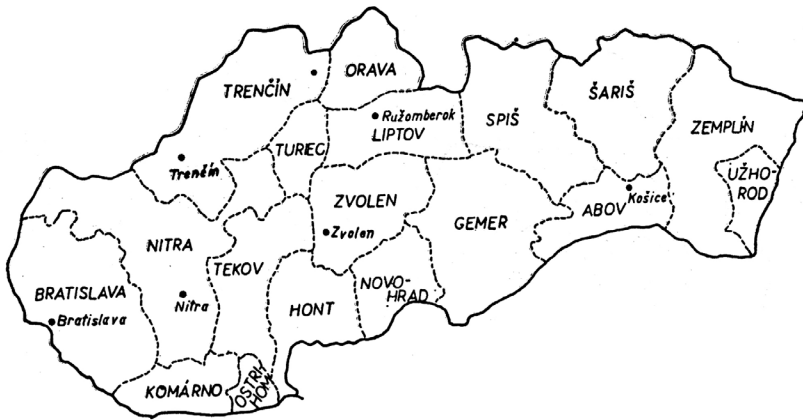 ORAVA
TRENČÍN
ŠARIŠ
Ružomberok
LIPTOV
SPIŠ
ZEMPLÍN
TURIEC
Trenčín
UŽHO-
ROD
ZVOLEN
Košice
ABOV
GEMER
Zvolen
NITRA
TEKOV
NOVO-
HRAD
BRATISLAVA
Nitra
HONT
Bratislava
KOMÁRNO
OSTRI-
HOM